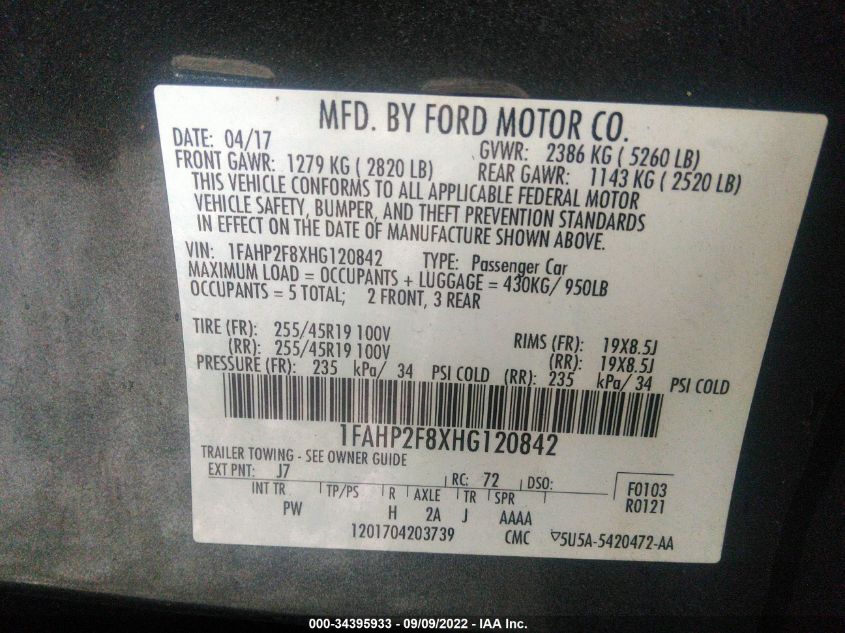 MFD. BY FORD MOTOR CO.
DATE: 04/17 GVWR: 2386 KG ( 5260 LB)
FRONT GAWR: 1279 KG ( 2820 LB) REAR GAWR: 1143 KG ( 2520 LB)
THIS VEHICLE CONFORMS TO ALL APPLICABLE FEDERAL MOTOR
VEHICLE SAFETY, BUMPER, AND THEFT PREVENTION STANDARDS
IN EFFECT ON THE DATE OF MANUFACTURE SHOWN ABOVE.
VIN: 1FAHP2F8XHG120842 TYPE: Passenger Car
MAXIMUM LOAD = OCCUPANTS + LUGGAGE = 430KG/ 950LB
OCCUPANTS = 5 TOTAL; 2 FRONT, 3 REAR
TIRE (FR): 255/45R19 100V RIMS (FR): 19X8.5J
(RR): 255/45R19 100V (RR): 19X8.5J
PRESSURE (FR): 235 kPa/ 34 PSI COLD (RR): 235 kPa/ 34 PSI COLD
1FAHP2F8XHG120842
TRAILER TOWING - SEE OWNER GUIDE
EXT PNT: J7 RC: 72 DSO: F0103
INT TR TP/PS R AXLE TR SPR R0121
PW H 2A J AAAA
1201704203739 CMC ▽5U5A-5420472-AA
000-34395933 - 09/09/2022 - IAA Inc.